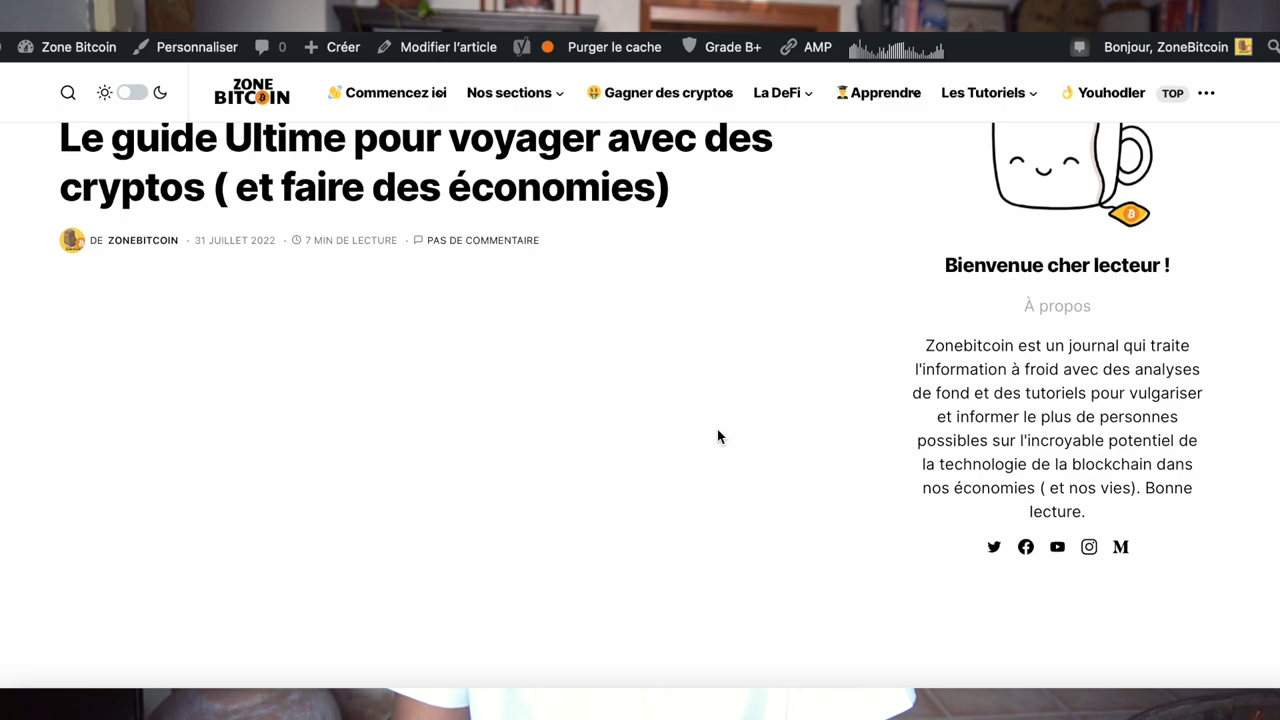 Zone Bitcoin Personnaliser 0 Créer Modifier l'article Purger le cache Grade B+ AMP Bonjour, ZoneBitcoin
ZONE
BITCOIN
Commencez ici Nos sections Gagner des cryptos La DeFi Apprendre Les Tutoriels Youhodler TOP
Le guide Ultime pour voyager avec des
cryptos ( et faire des économies)
DE ZONEBITCOIN · 31 JUILLET 2022 · 7 MIN DE LECTURE · PAS DE COMMENTAIRE
Bienvenue cher lecteur !
À propos
Zonebitcoin est un journal qui traite
l'information à froid avec des analyses
de fond et des tutoriels pour vulgariser
et informer le plus de personnes
possibles sur l'incroyable potentiel de
la technologie de la blockchain dans
nos économies ( et nos vies). Bonne
lecture.